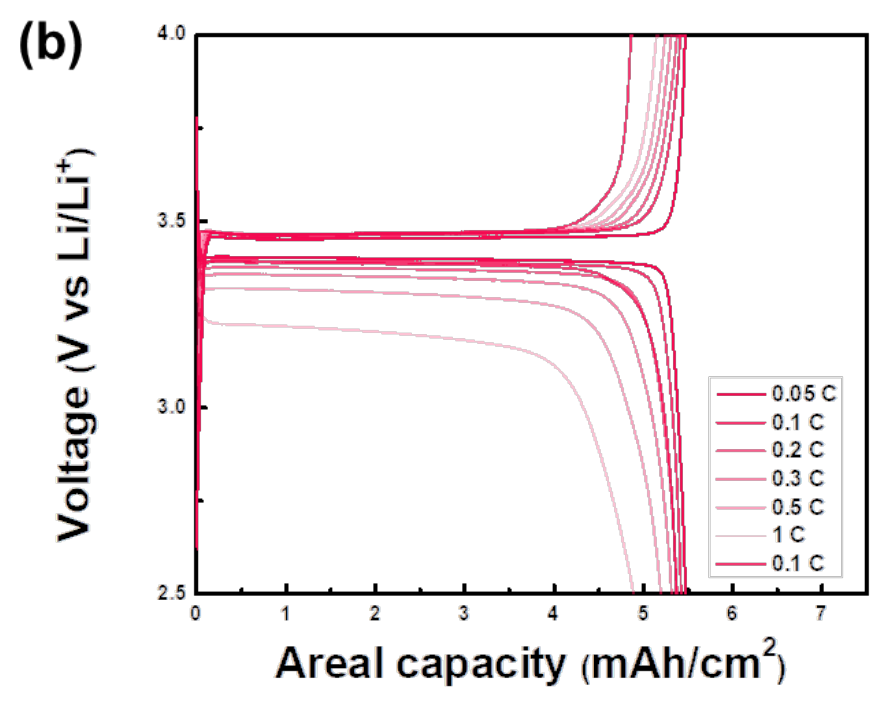 (b)
Voltage (V vs Li/Li⁺)
4.0
3.5
3.0
2.5
0 1 2 3 4 5 6 7
Areal capacity (mAh/cm²)
0.05 C
0.1 C
0.2 C
0.3 C
0.5 C
1 C
0.1 C